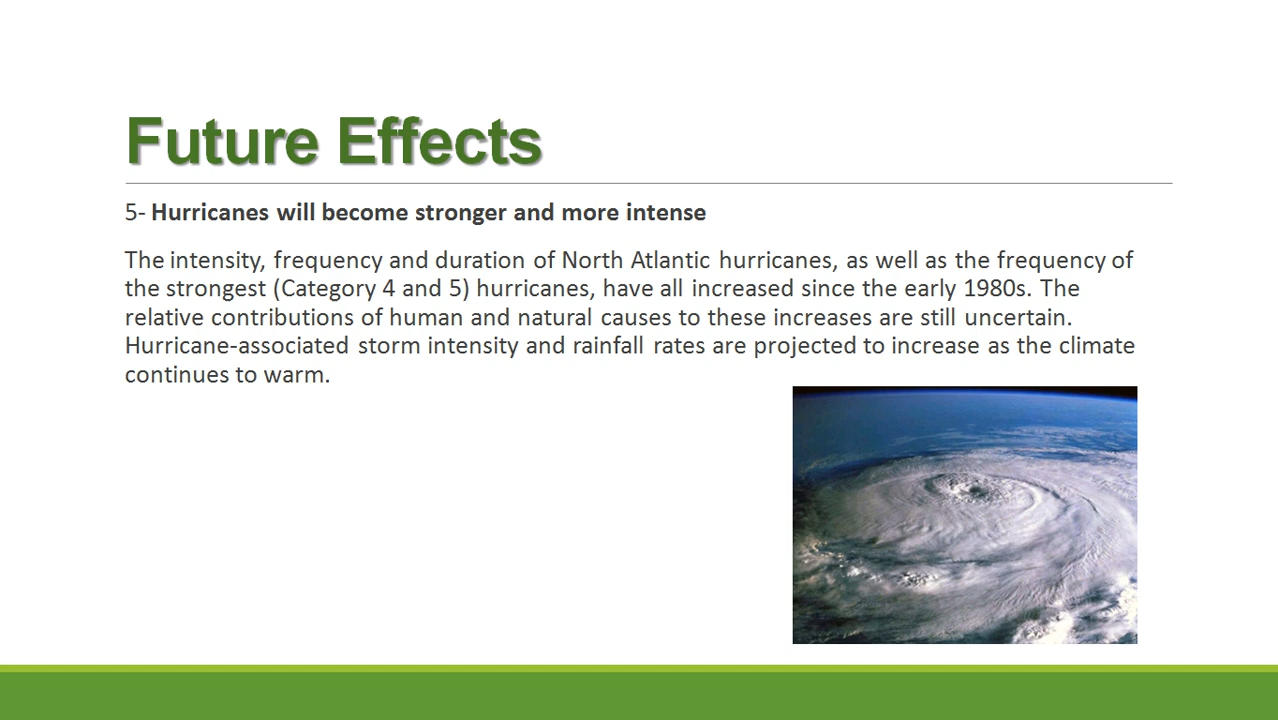 Future Effects
5- Hurricanes will become stronger and more intense
The intensity, frequency and duration of North Atlantic hurricanes, as well as the frequency of
the strongest (Category 4 and 5) hurricanes, have all increased since the early 1980s. The
relative contributions of human and natural causes to these increases are still uncertain.
Hurricane-associated storm intensity and rainfall rates are projected to increase as the climate
continues to warm.